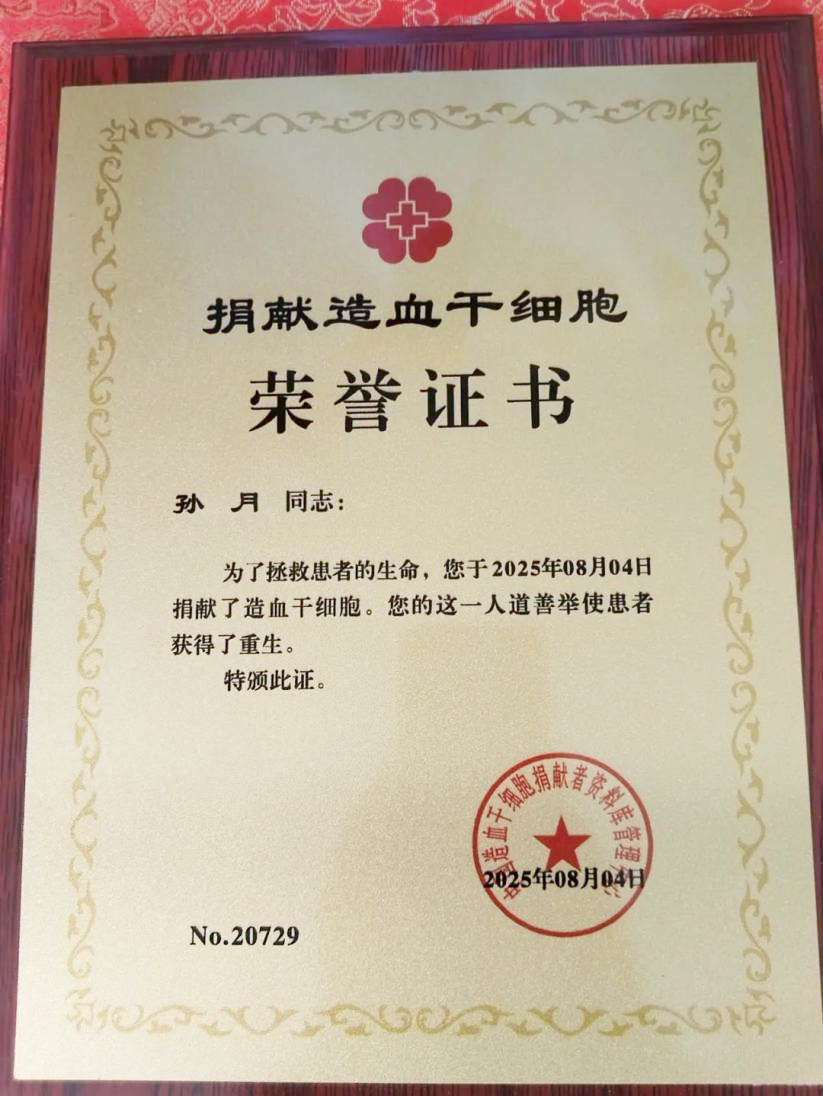 捐献造血干细胞
荣誉证书
孙 月 同志：
为了拯救患者的生命，您于2025年08月04日
捐献了造血干细胞。您的这一人道善举使患者
获得了重生。
特颁此证。
中国造血干细胞捐献者资料库管理中心
2025年08月04日
No.20729